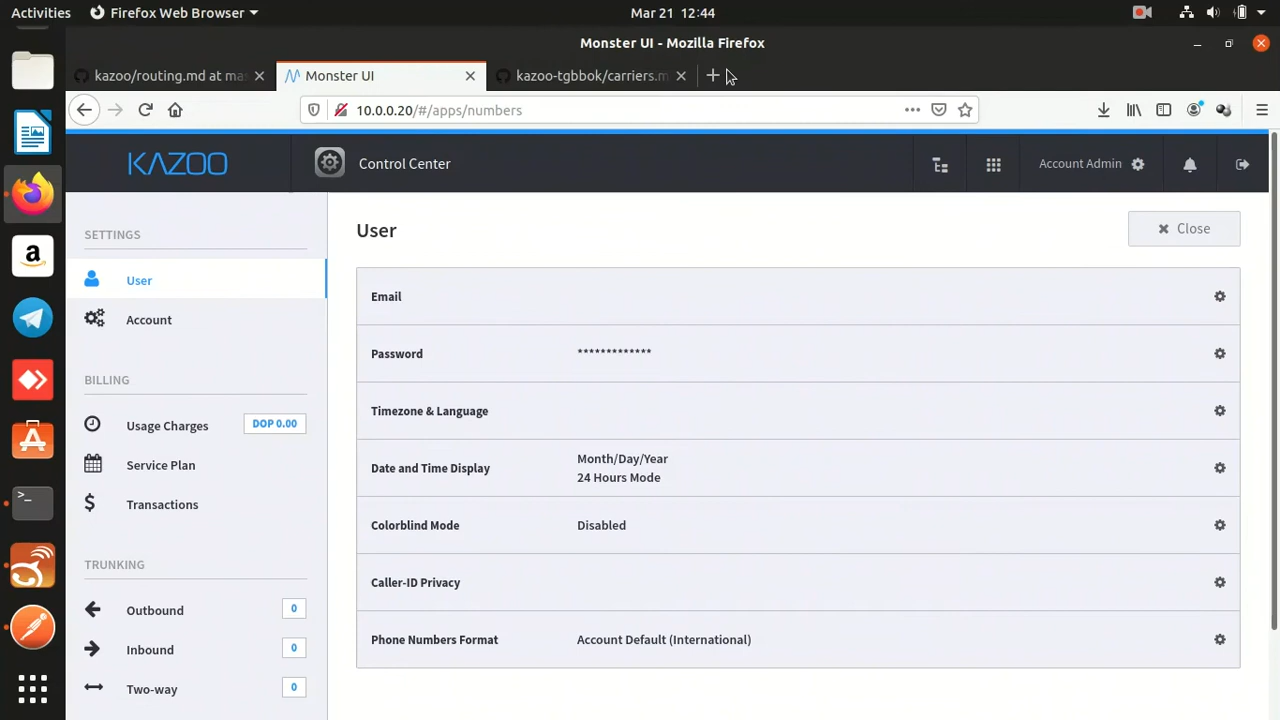 Activities
Firefox Web Browser
Mar 21 12:44
Monster UI - Mozilla Firefox
kazoo/routing.md at mas
Monster UI
kazoo-tgbbok/carriers.m
10.0.0.20/#/apps/numbers
KAZOO
Control Center
Account Admin
SETTINGS
User
Account
BILLING
Usage Charges
DOP 0.00
Service Plan
Transactions
TRUNKING
Outbound
0
Inbound
0
Two-way
0
User
Close
Email
Password
*************
Timezone & Language
Date and Time Display
Month/Day/Year
24 Hours Mode
Colorblind Mode
Disabled
Caller-ID Privacy
Phone Numbers Format
Account Default (International)